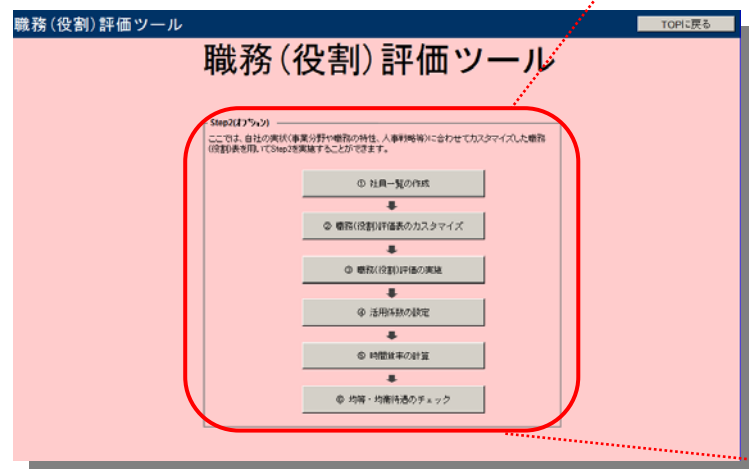 職務(役割)評価ツール
TOPに戻る
職務(役割)評価ツール
Step2(オプション)
ここでは、自社の実状(事業分野や職務の特性、人事戦略等)に合わせてカスタマイズした職務
(役割)表を用いてStep2を実施することができます。
① 社員一覧の作成
② 職務(役割)評価表のカスタマイズ
③ 職務(役割)評価の実施
④ 活用係数の設定
⑤ 時間賃率の計算
⑥ 均等・均衡待遇のチェック